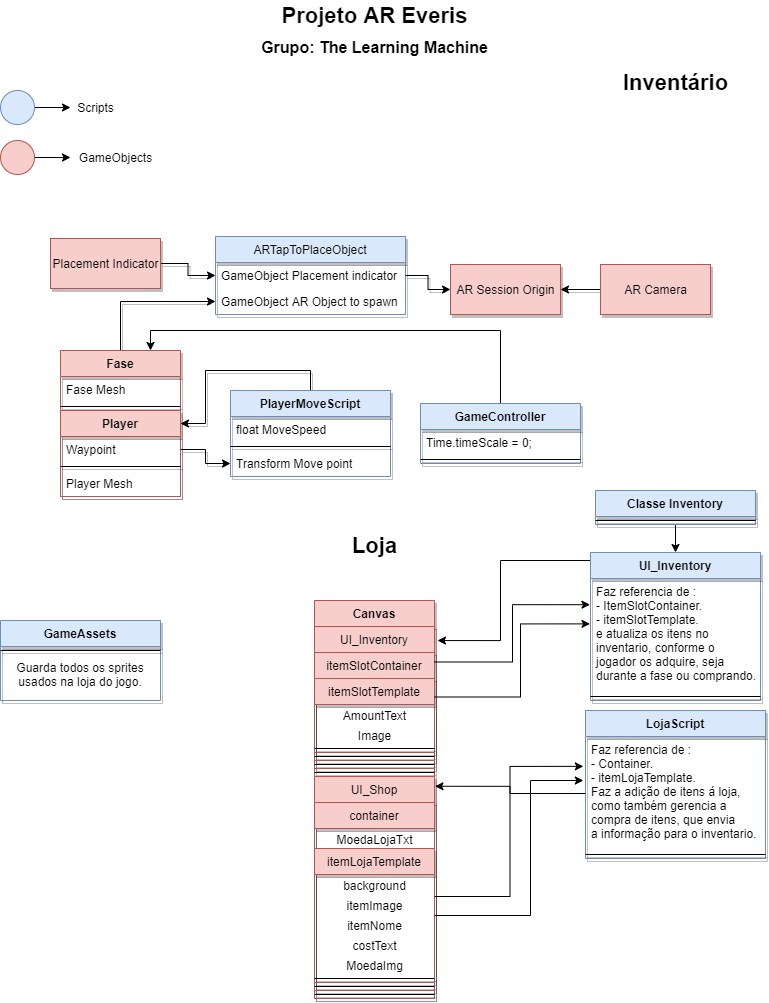 Projeto AR Everis
Grupo: The Learning Machine
Inventário
Scripts
GameObjects
Placement Indicator
ARTapToPlaceObject
GameObject Placement indicator
GameObject AR Object to spawn
AR Session Origin
AR Camera
Fase
Fase Mesh
Player
Waypoint
Player Mesh
PlayerMoveScript
float MoveSpeed
Transform Move point
GameController
Time.timeScale = 0;
Classe Inventory
UI_Inventory
Faz referencia de :
- ItemSlotContainer.
- itemSlotTemplate.
e atualiza os itens no
inventario, conforme o
jogador os adquire, seja
durante a fase ou comprando.
Loja
GameAssets
Guarda todos os sprites
usados na loja do jogo.
Canvas
UI_Inventory
itemSlotContainer
itemSlotTemplate
AmountText
Image
UI_Shop
container
MoedaLojaTxt
itemLojaTemplate
background
itemImage
itemNome
costText
MoedaImg
LojaScript
Faz referencia de :
- Container.
- itemLojaTemplate.
Faz a adição de itens á loja,
como também gerencia a
compra de itens, que envia
a informação para o inventario.